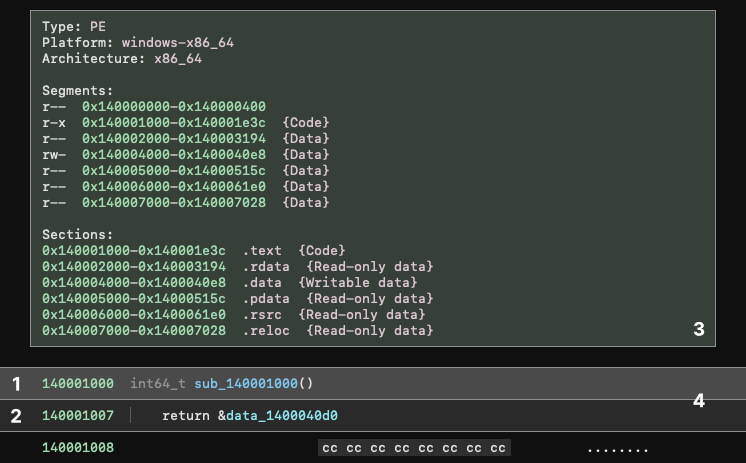 Type: PE
Platform: windows-x86_64
Architecture: x86_64
Segments:
r-- 0x140000000-0x140000400
r-x 0x140001000-0x140001e3c {Code}
r-- 0x140002000-0x140003194 {Data}
rw- 0x140004000-0x1400040e8 {Data}
r-- 0x140005000-0x14000515c {Data}
r-- 0x140006000-0x1400061e0 {Data}
r-- 0x140007000-0x140007028 {Data}
Sections:
0x140001000-0x140001e3c .text {Code}
0x140002000-0x140003194 .rdata {Read-only data}
0x140004000-0x1400040e8 .data {Writable data}
0x140005000-0x14000515c .pdata {Read-only data}
0x140006000-0x1400061e0 .rsrc {Read-only data}
0x140007000-0x140007028 .reloc {Read-only data}
3
1 140001000 int64_t sub_140001000()
4
2 140001007 return &data_1400040d0
140001008 cc cc cc cc cc cc cc cc ........